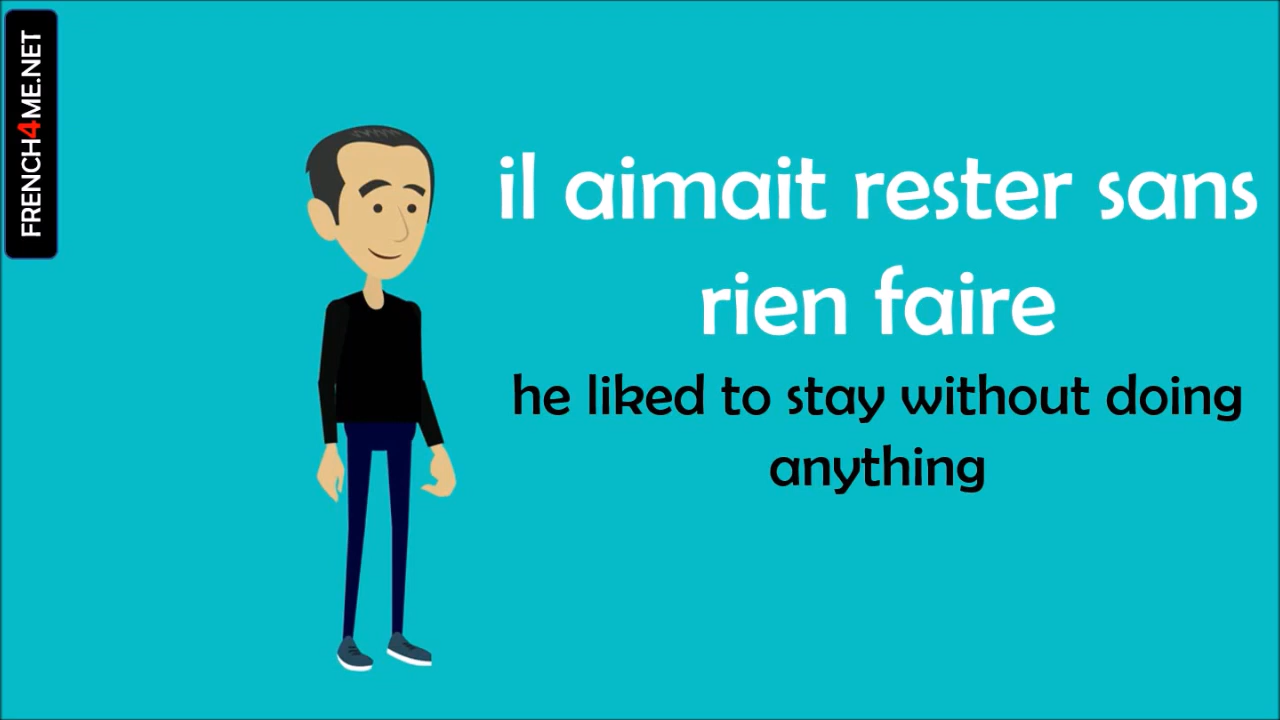 FRENCH4ME.NET
il aimait rester sans
rien faire
he liked to stay without doing
anything